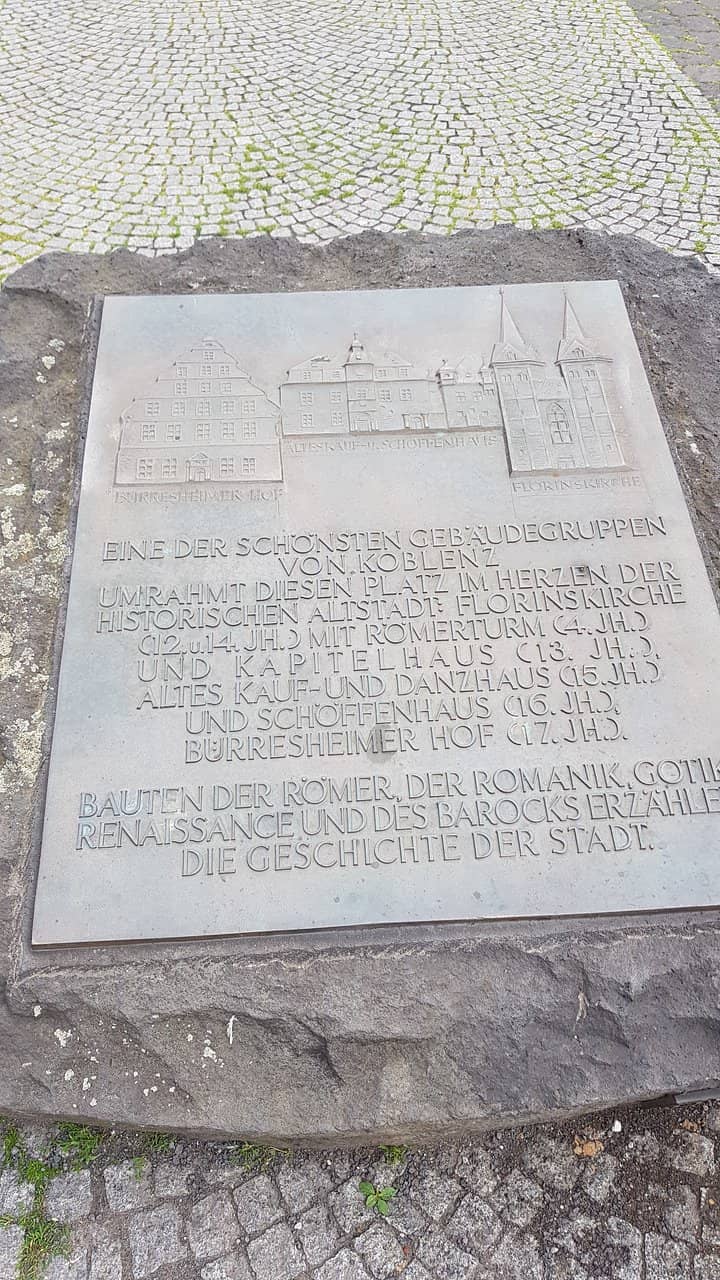 ALTES KAUF- U. SCHÖFFENHAUS
BÜRRESHEIMER HOF
FLORINSKIRCHE
EINE DER SCHÖNSTEN GEBÄUDEGRUPPEN
VON KOBLENZ
UMRAHMT DIESEN PLATZ IM HERZEN DER
HISTORISCHEN ALTSTADT: FLORINSKIRCHE
(12. u. 14. JH.) MIT RÖMERTURM (4. JH.)
UND KAPITELHAUS (13. JH.),
ALTES KAUF- UND DANZHAUS (15. JH.)
UND SCHÖFFENHAUS (16. JH.),
BÜRRESHEIMER HOF (17. JH.).
BAUTEN DER RÖMER, DER ROMANIK, GOTIK
RENAISSANCE UND DES BAROCKS ERZÄHLE
DIE GESCHICHTE DER STADT.